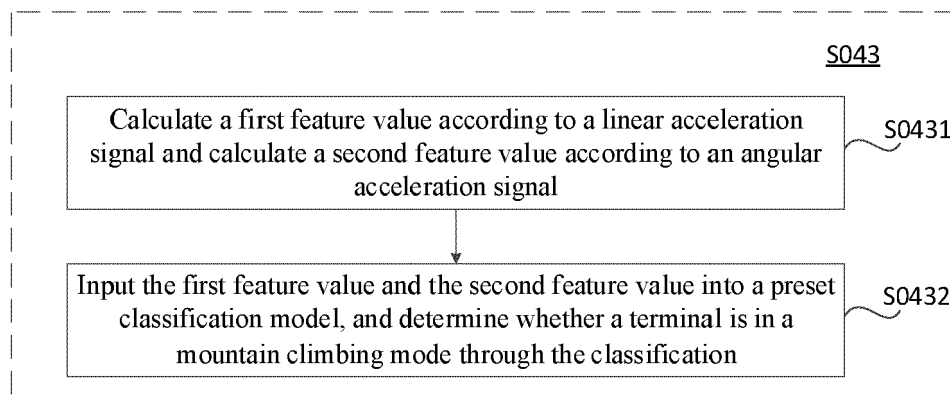 S043
Calculate a first feature value according to a linear acceleration
signal and calculate a second feature value according to an angular
acceleration signal
S0431
Input the first feature value and the second feature value into a preset
classification model, and determine whether a terminal is in a
mountain climbing mode through the classification
S0432